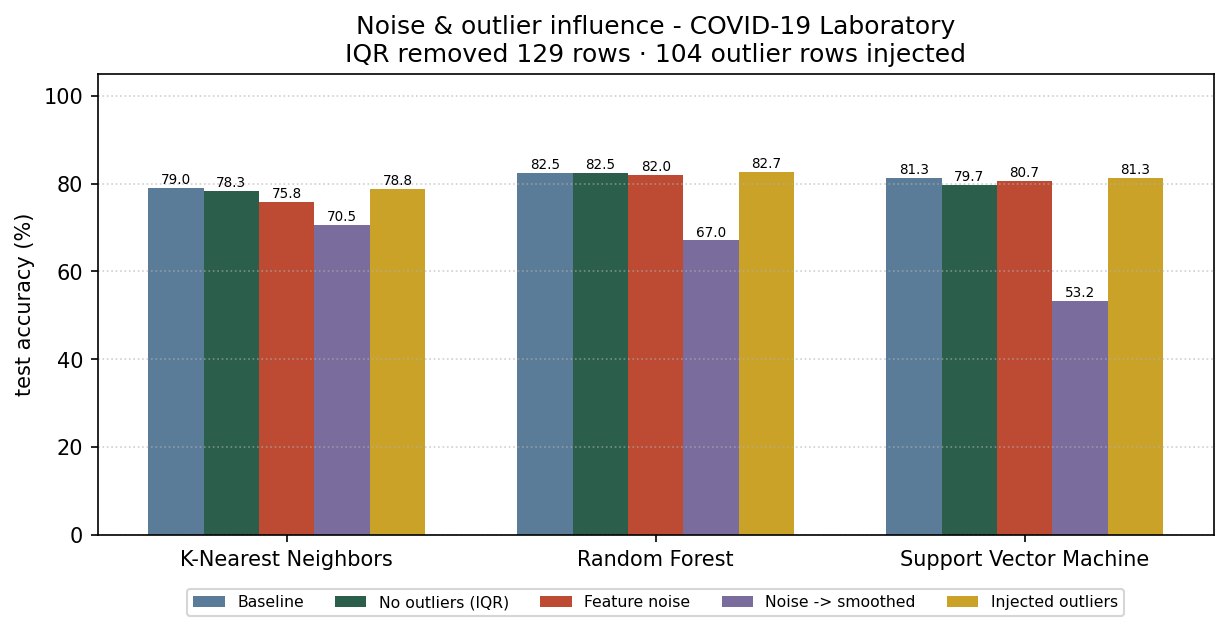 Noise & outlier influence - COVID-19 Laboratory
IQR removed 129 rows · 104 outlier rows injected
test accuracy (%)
100
80
60
40
20
0
79.0 78.3 75.8 70.5 78.8
82.5 82.5 82.0 67.0 82.7
81.3 79.7 80.7 53.2 81.3
K-Nearest Neighbors Random Forest Support Vector Machine
Baseline No outliers (IQR) Feature noise Noise -> smoothed Injected outliers